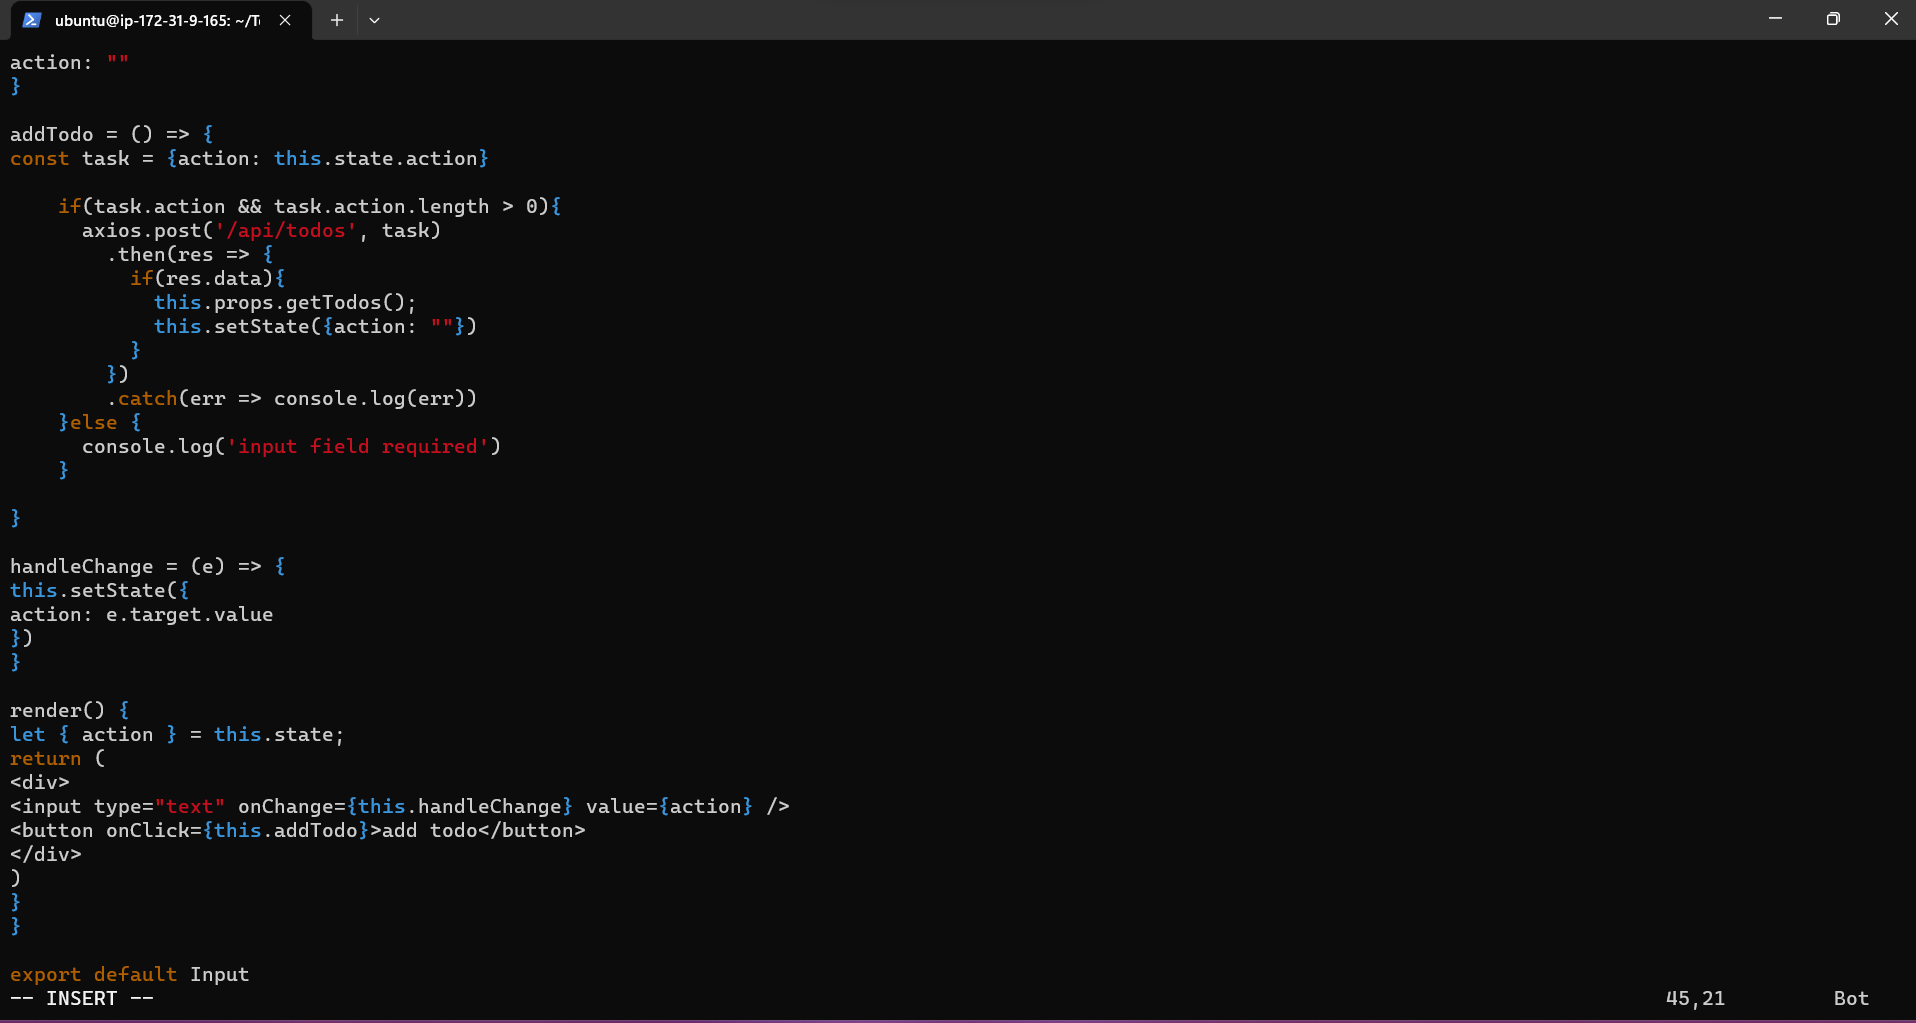 ubuntu@ip-172-31-9-165: ~/T
action: ""
}

addTodo = () => {
const task = {action: this.state.action}

    if(task.action && task.action.length > 0){
      axios.post('/api/todos', task)
        .then(res => {
          if(res.data){
            this.props.getTodos();
            this.setState({action: ""})
          }
        })
        .catch(err => console.log(err))
    }else {
      console.log('input field required')
    }

}

handleChange = (e) => {
this.setState({
action: e.target.value
})
}

render() {
let { action } = this.state;
return (
<div>
<input type="text" onChange={this.handleChange} value={action} />
<button onClick={this.addTodo}>add todo</button>
</div>
)
}
}

export default Input
-- INSERT -- 45,21 Bot